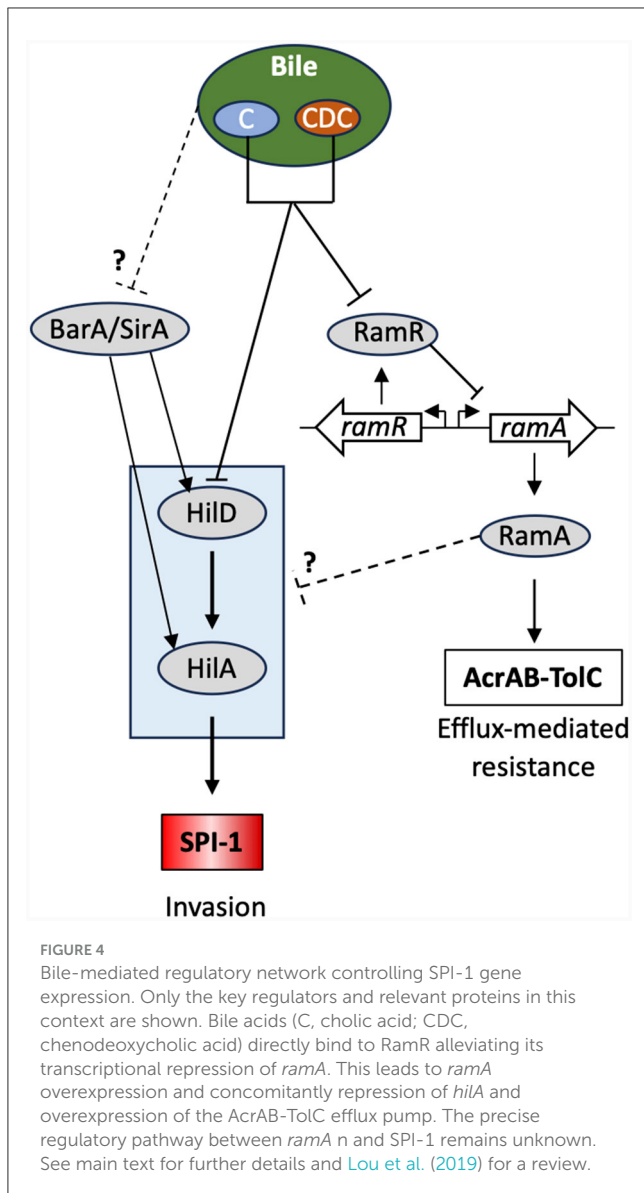 Bile
C
CDC
?
BarA/SirA
RamR
ramR
ramA
HilD
RamA
?
HilA
AcrAB-TolC
Efflux-mediated
resistance
SPI-1
Invasion
FIGURE 4
Bile-mediated regulatory network controlling SPI-1 gene
expression. Only the key regulators and relevant proteins in this
context are shown. Bile acids (C, cholic acid; CDC,
chenodeoxycholic acid) directly bind to RamR alleviating its
transcriptional repression of ramA. This leads to ramA
overexpression and concomitantly repression of hilA and
overexpression of the AcrAB-TolC efflux pump. The precise
regulatory pathway between ramA n and SPI-1 remains unknown.
See main text for further details and Lou et al. (2019) for a review.